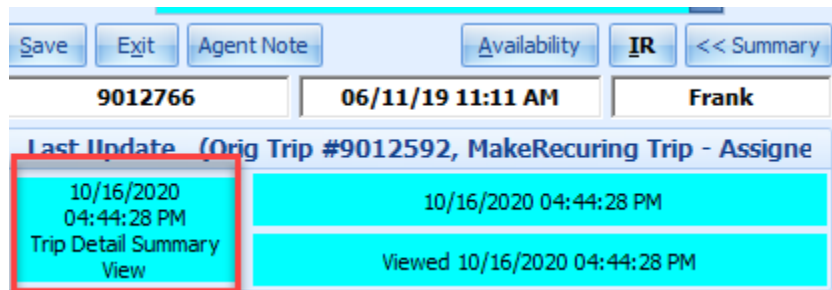 Save Exit Agent Note Availability IR << Summary
9012766 06/11/19 11:11 AM Frank
Last Update (Orig Trip #9012592, MakeRecuring Trip - Assigne
10/16/2020
04:44:28 PM
Trip Detail Summary
View
10/16/2020 04:44:28 PM
Viewed 10/16/2020 04:44:28 PM